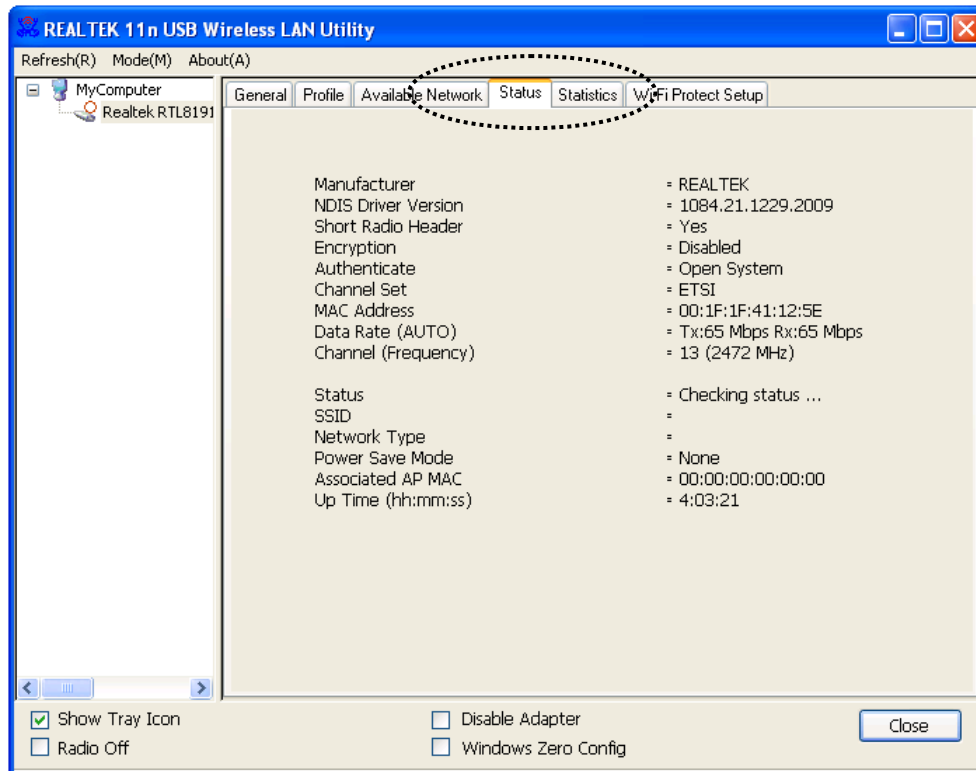 REALTEK 11n USB Wireless LAN Utility
Refresh(R) Mode(M) About(A)
MyComputer
Realtek RTL8191
General Profile Available Network Status Statistics Wi-Fi Protect Setup
Manufacturer = REALTEK
NDIS Driver Version = 1084.21.1229.2009
Short Radio Header = Yes
Encryption = Disabled
Authenticate = Open System
Channel Set = ETSI
MAC Address = 00:1F:1F:41:12:5E
Data Rate (AUTO) = Tx:65 Mbps Rx:65 Mbps
Channel (Frequency) = 13 (2472 MHz)
Status = Checking status ...
SSID =
Network Type =
Power Save Mode = None
Associated AP MAC = 00:00:00:00:00:00
Up Time (hh:mm:ss) = 4:03:21
Show Tray Icon Disable Adapter
Radio Off Windows Zero Config
Close